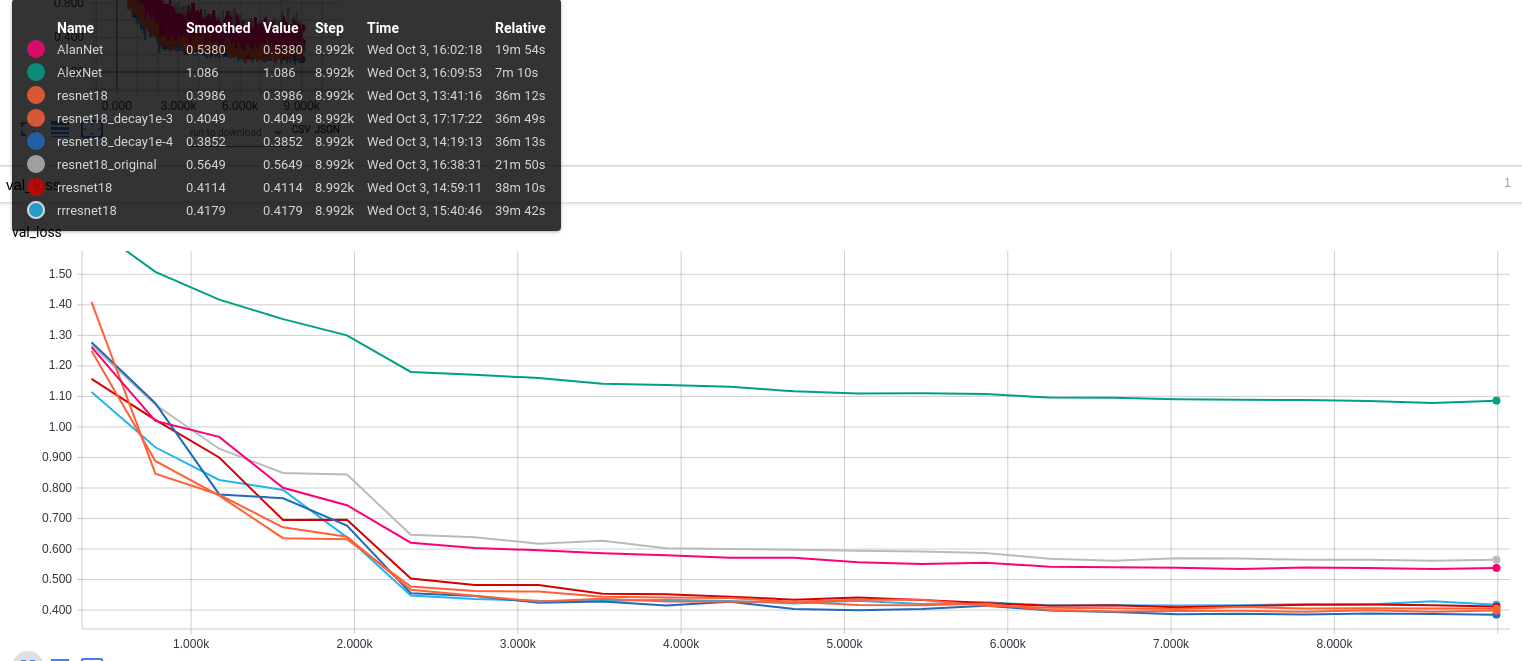 0.800
Name Smoothed Value Step Time Relative
AlanNet 0.5380 0.5380 8.992k Wed Oct 3, 16:02:18 19m 54s
0.400
AlexNet 1.086 1.086 8.992k Wed Oct 3, 16:09:53 7m 10s
resnet18 0.3986 0.3986 8.992k Wed Oct 3, 13:41:16 36m 12s
0.000 3.000k 6.000k 9.000k
resnet18_decay1e-3 0.4049 0.4049 8.992k Wed Oct 3, 17:17:22 36m 49s
run to download CSV JSON
resnet18_decay1e-4 0.3852 0.3852 8.992k Wed Oct 3, 14:19:13 36m 13s
resnet18_original 0.5649 0.5649 8.992k Wed Oct 3, 16:38:31 21m 50s
val_loss 1
rresnet18 0.4114 0.4114 8.992k Wed Oct 3, 14:59:11 38m 10s
rrresnet18 0.4179 0.4179 8.992k Wed Oct 3, 15:40:46 39m 42s
val_loss
1.50
1.40
1.30
1.20
1.10
1.00
0.900
0.800
0.700
0.600
0.500
0.400
1.000k 2.000k 3.000k 4.000k 5.000k 6.000k 7.000k 8.000k